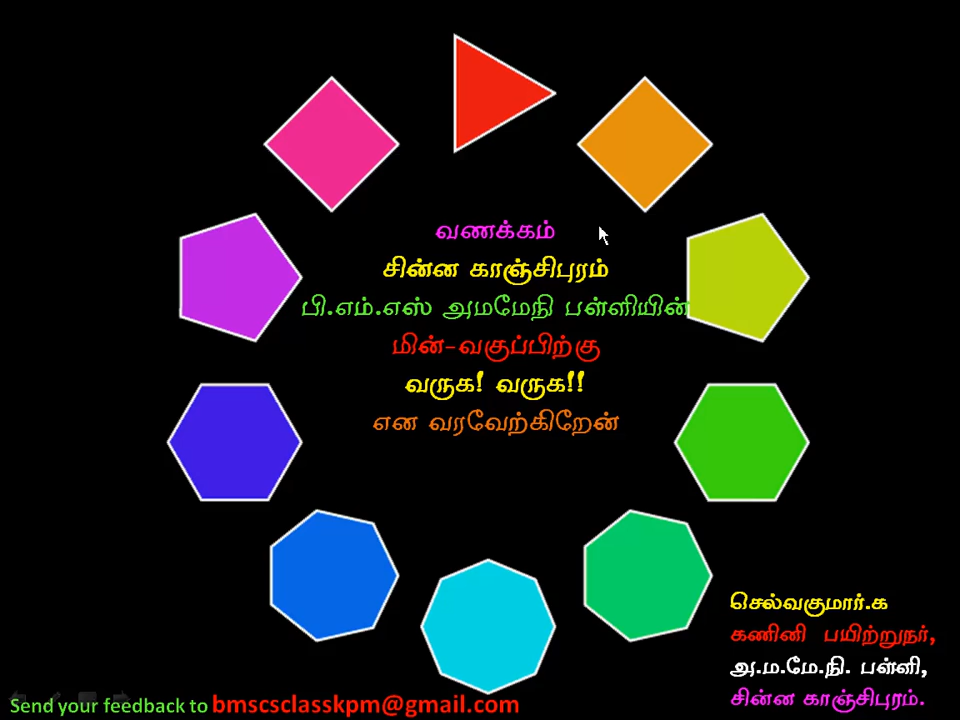 வணக்கம்
சின்ன காஞ்சிபுரம்
பி.எம்.எஸ் அமமேநி பள்ளியின்
மின்-வகுப்பிற்கு
வருக! வருக!!
என வரவேற்கிறேன்
செல்வகுமார்.க
கணினி பயிற்றுநர்,
அ.ம.மே.நி. பள்ளி,
சின்ன காஞ்சிபுரம்.
Send your feedback to bmscsclasskpm@gmail.com